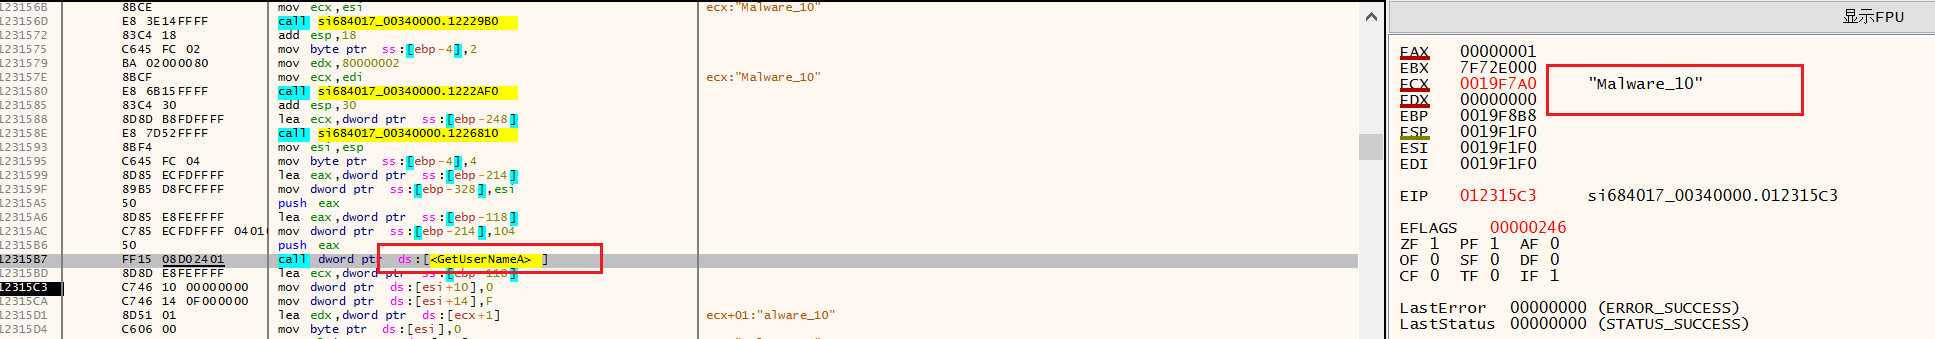 123156B 8BCE mov ecx,esi ecx:"Malware_10"
123156D E8 3E14FFFF call si684017_00340000.12229B0
1231572 83C4 18 add esp,18
1231575 C645 FC 02 mov byte ptr ss:[ebp-4],2
1231579 BA 02000080 mov edx,80000002
123157E 8BCF mov ecx,edi ecx:"Malware_10"
1231580 E8 6B15FFFF call si684017_00340000.1222AF0
1231585 83C4 30 add esp,30
1231588 8D8D B8FDFFFF lea ecx,dword ptr ss:[ebp-248]
123158E E8 7D52FFFF call si684017_00340000.1226810
1231593 8BF4 mov esi,esp
1231595 C645 FC 04 mov byte ptr ss:[ebp-4],4
1231599 8D85 ECFDFFFF lea eax,dword ptr ss:[ebp-214]
123159F 89B5 D8FCFFFF mov dword ptr ss:[ebp-328],esi
12315A5 50 push eax
12315A6 8D85 E8FEFFFF lea eax,dword ptr ss:[ebp-118]
12315AC C785 ECFDFFFF 0401 mov dword ptr ss:[ebp-214],104
12315B6 50 push eax
12315B7 FF15 08D02401 call dword ptr ds:[<GetUserNameA>]
12315BD 8D8D E8FEFFFF lea ecx,dword ptr ss:[ebp-118]
12315C3 C746 10 00000000 mov dword ptr ds:[esi+10],0
12315CA C746 14 0F000000 mov dword ptr ds:[esi+14],F
12315D1 8D51 01 lea edx,dword ptr ds:[ecx+1] ecx+01:"alware_10"
12315D4 C606 00 mov byte ptr ds:[esi],0
显示FPU
EAX 00000001
EBX 7F72E000
ECX 0019F7A0 "Malware_10"
EDX 00000000
EBP 0019F8B8
ESP 0019F1F0
ESI 0019F1F0
EDI 0019F1F0
EIP 012315C3 si684017_00340000.012315C3
EFLAGS 00000246
ZF 1 PF 1 AF 0
OF 0 SF 0 DF 0
CF 0 TF 0 IF 1
LastError 00000000 (ERROR_SUCCESS)
LastStatus 00000000 (STATUS_SUCCESS)